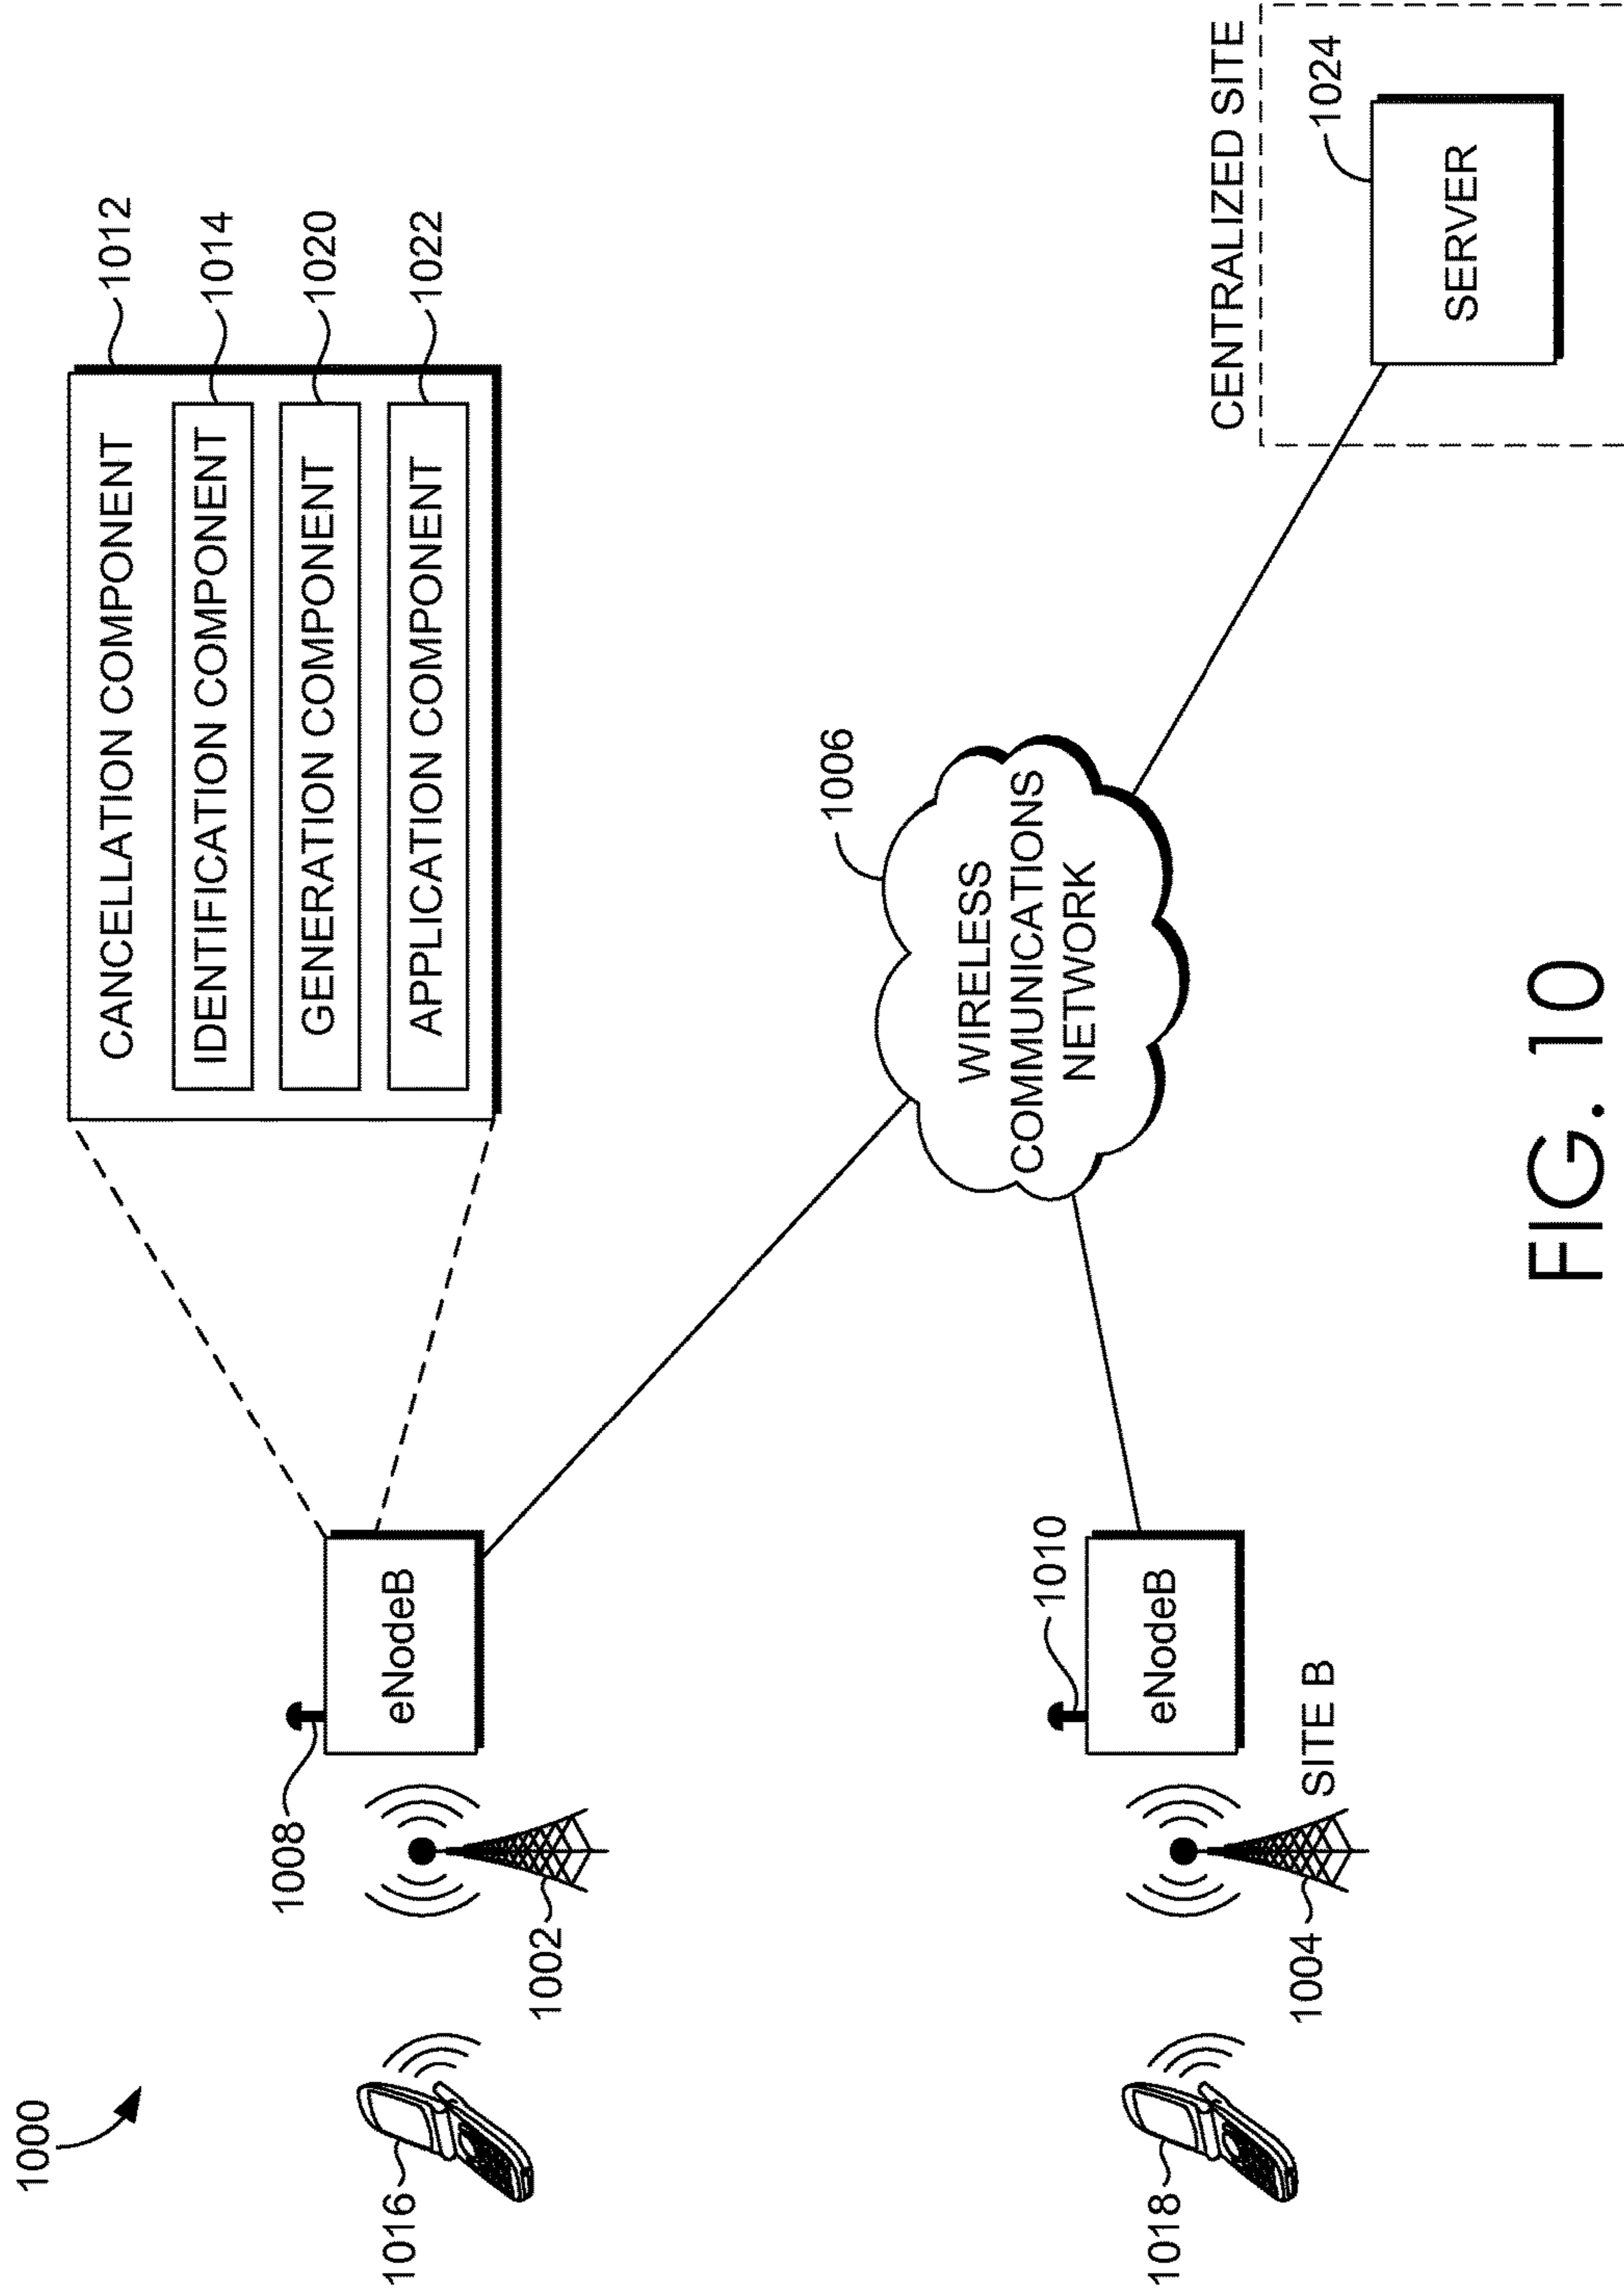 1000
1012
CANCELLATION COMPONENT
IDENTIFICATION COMPONENT
1014
GENERATION COMPONENT
1020
APPLICATION COMPONENT
1022
1008
eNodeB
1016
1002
1006
WIRELESS
COMMUNICATIONS
NETWORK
1010
eNodeB
1018
1004
SITE B
CENTRALIZED SITE
1024
SERVER
FIG. 10